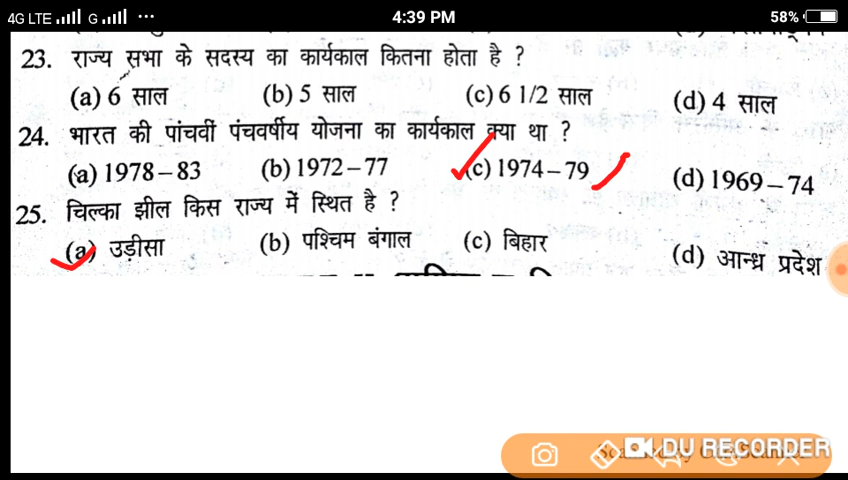 4G LTE G ... 4:39 PM 58%
23. राज्य सभा के सदस्य का कार्यकाल कितना होता है ?
(a) 6 साल (b) 5 साल (c) 6 1/2 साल (d) 4 साल
24. भारत की पांचवीं पंचवर्षीय योजना का कार्यकाल क्या था ?
(a) 1978 – 83 (b) 1972 – 77 (c) 1974 – 79 (d) 1969 – 74
25. चिल्का झील किस राज्य में स्थित है ?
(a) उड़ीसा (b) पश्चिम बंगाल (c) बिहार (d) आन्ध्र प्रदेश
DU RECORDER